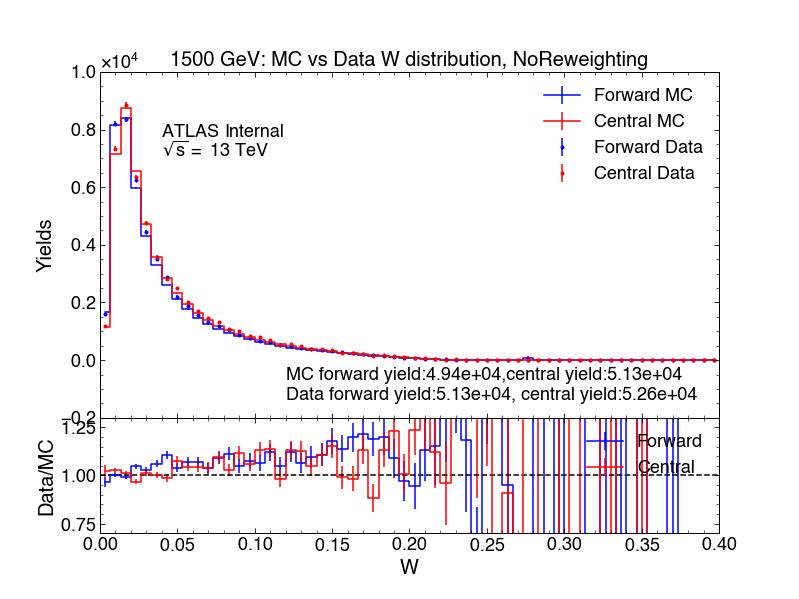 ×10⁴
1500 GeV: MC vs Data W distribution, NoReweighting
1.0
0.8
0.6
0.4
0.2
0.0
-0.2
Yields
ATLAS Internal
√s = 13 TeV
Forward MC
Central MC
Forward Data
Central Data
MC forward yield:4.94e+04,central yield:5.13e+04
Data forward yield:5.13e+04, central yield:5.26e+04
1.25
1.00
0.75
Data/MC
Forward
Central
0.00 0.05 0.10 0.15 0.20 0.25 0.30 0.35 0.40
W